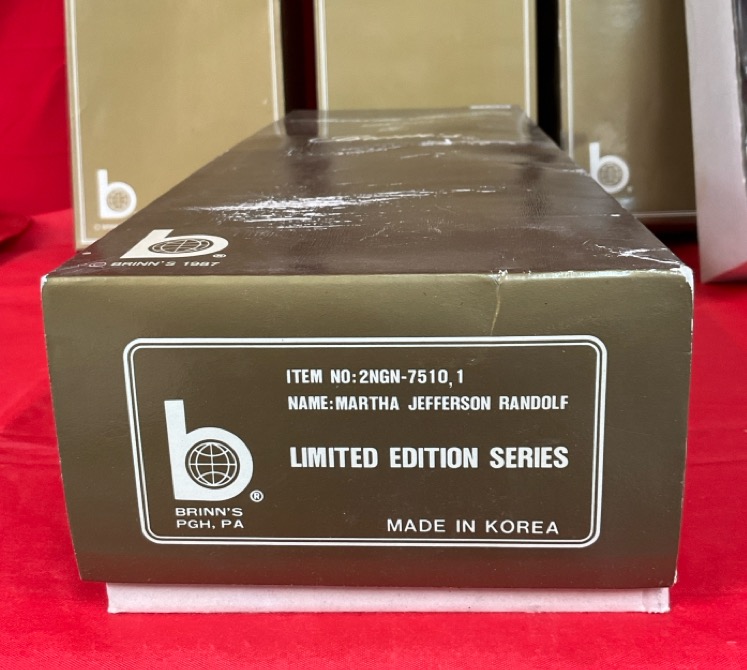 b
b
b ®
© BRINN'S 1987
ITEM NO:2NGN-7510,1
NAME:MARTHA JEFFERSON RANDOLF
LIMITED EDITION SERIES
b ®
BRINN'S
PGH, PA
MADE IN KOREA